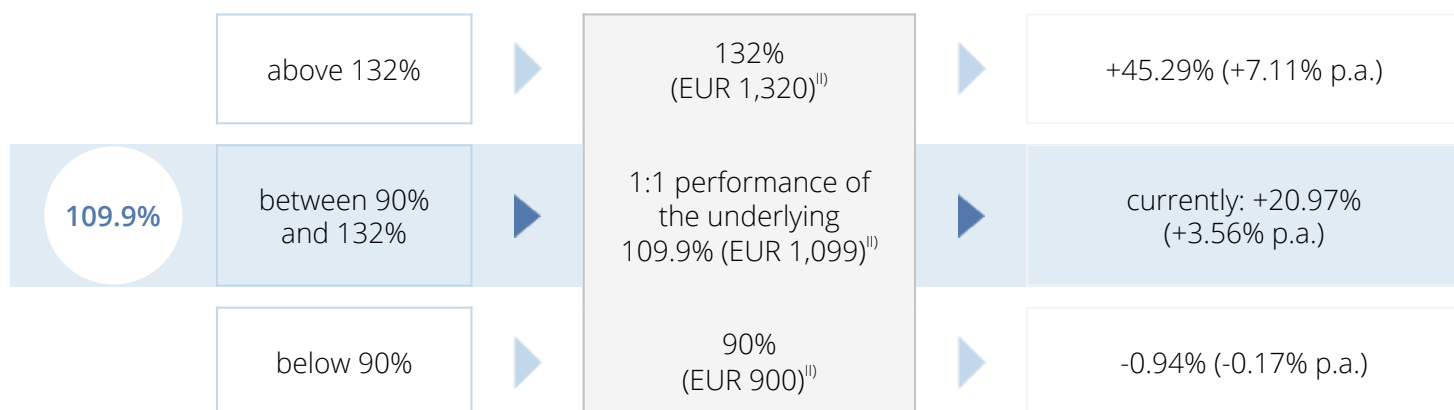 above 132%
132%
(EUR 1,320)II)
+45.29% (+7.11% p.a.)
109.9%
between 90%
and 132%
1:1 performance of
the underlying
109.9% (EUR 1,099)II)
currently: +20.97%
(+3.56% p.a.)
below 90%
90%
(EUR 900)II)
-0.94% (-0.17% p.a.)